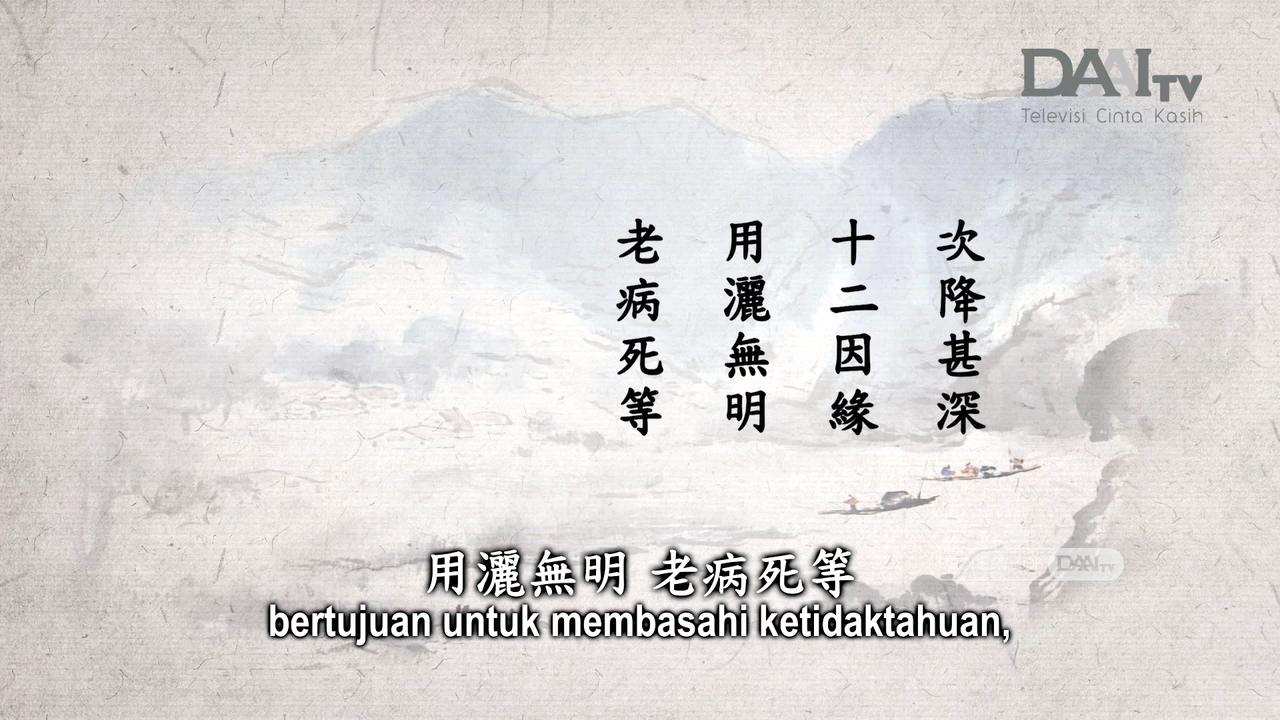 DAAI TV
Televisi Cinta Kasih
次降甚深
十二因緣
用灑無明
老病死等
DAAI TV
用灑無明 老病死等
bertujuan untuk membasahi ketidaktahuan,